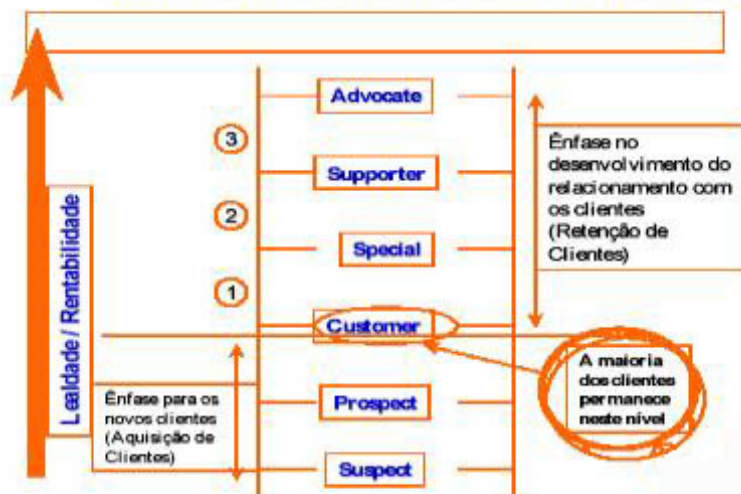 Advocate
3
Supporter
2
Special
1
Customer
Prospect
Suspect
Lealdade / Rentabilidade
Ênfase no
desenvolvimento do
relacionamento com
os clientes
(Retenção de
Clientes)
Ênfase para os
novos clientes
(Aquisição de
Clientes)
A maioria
dos clientes
permanece
neste nível